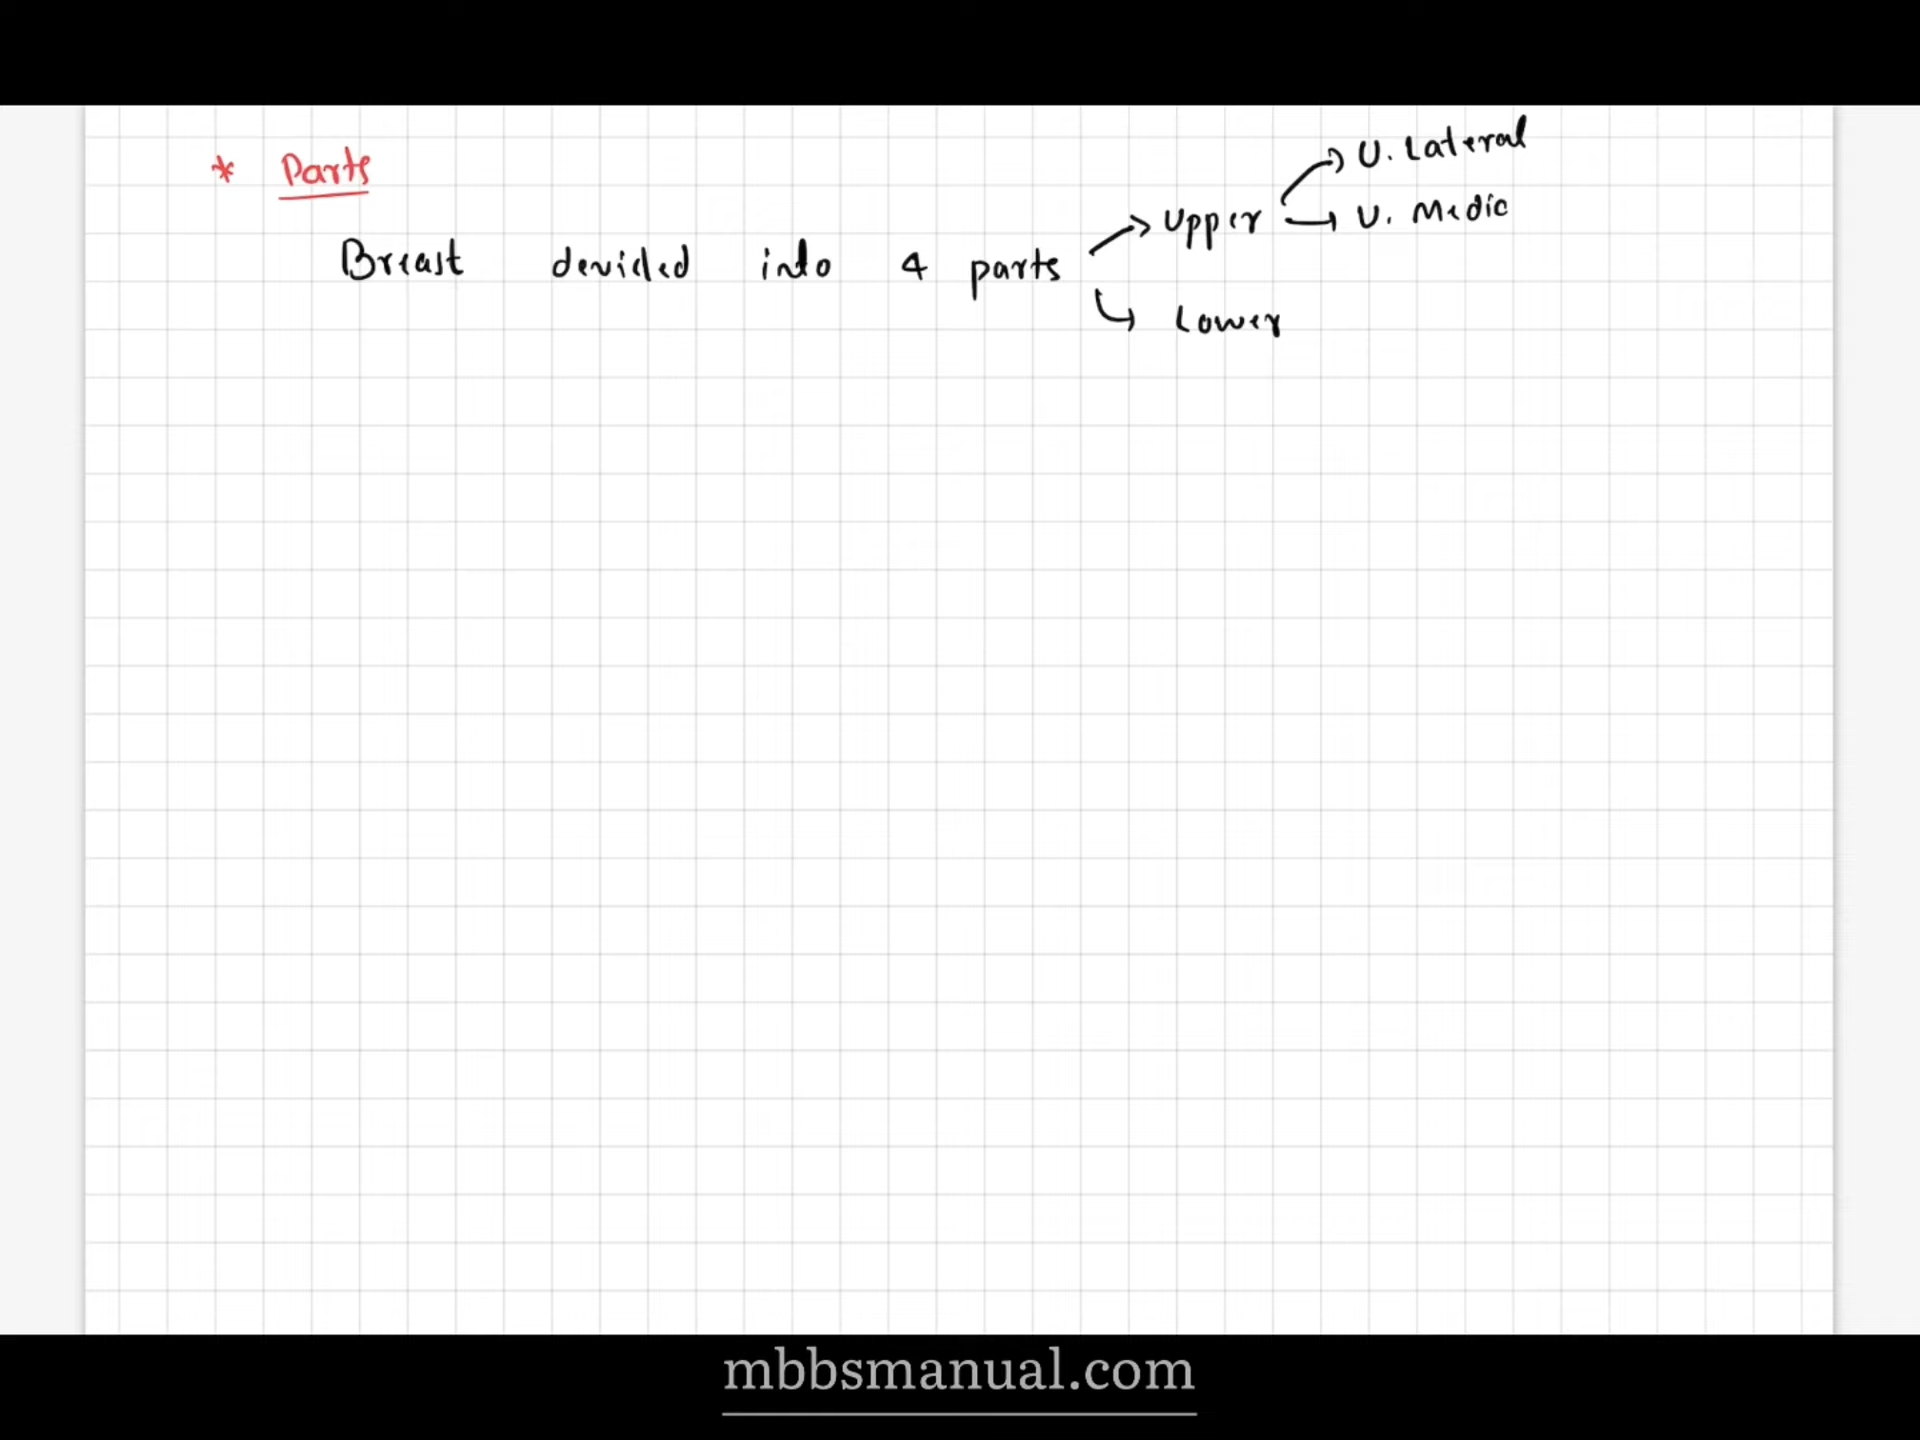 * Parts
Breast devided into 4 parts → Upper → U. Lateral
→ U. Medic
↳ Lower
mbbsmanual.com